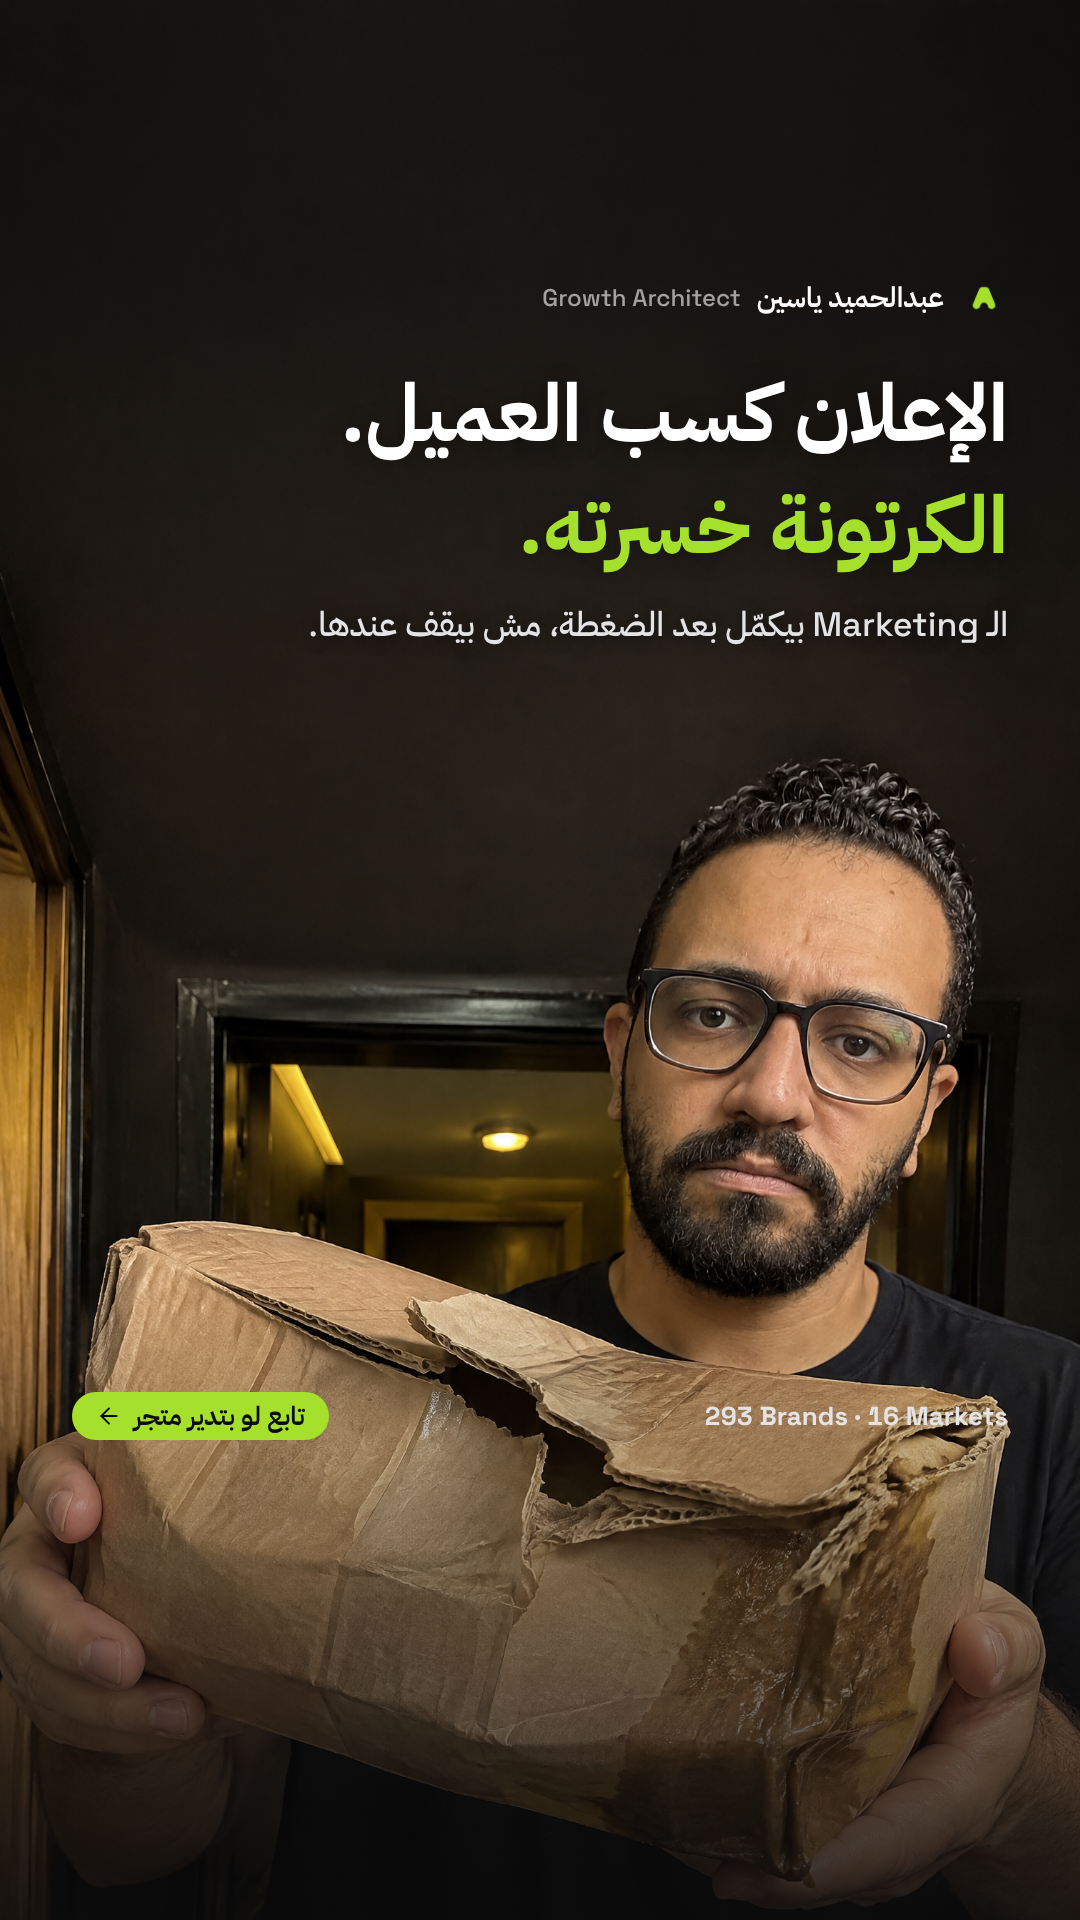 عبدالحميد ياسين Growth Architect
الإعلان كسب العميل.
الكرتونة خسرته.
الـ Marketing بيكمّل بعد الضغطة، مش بيقف عندها.
293 Brands · 16 Markets
تابع لو بتدير متجر ←